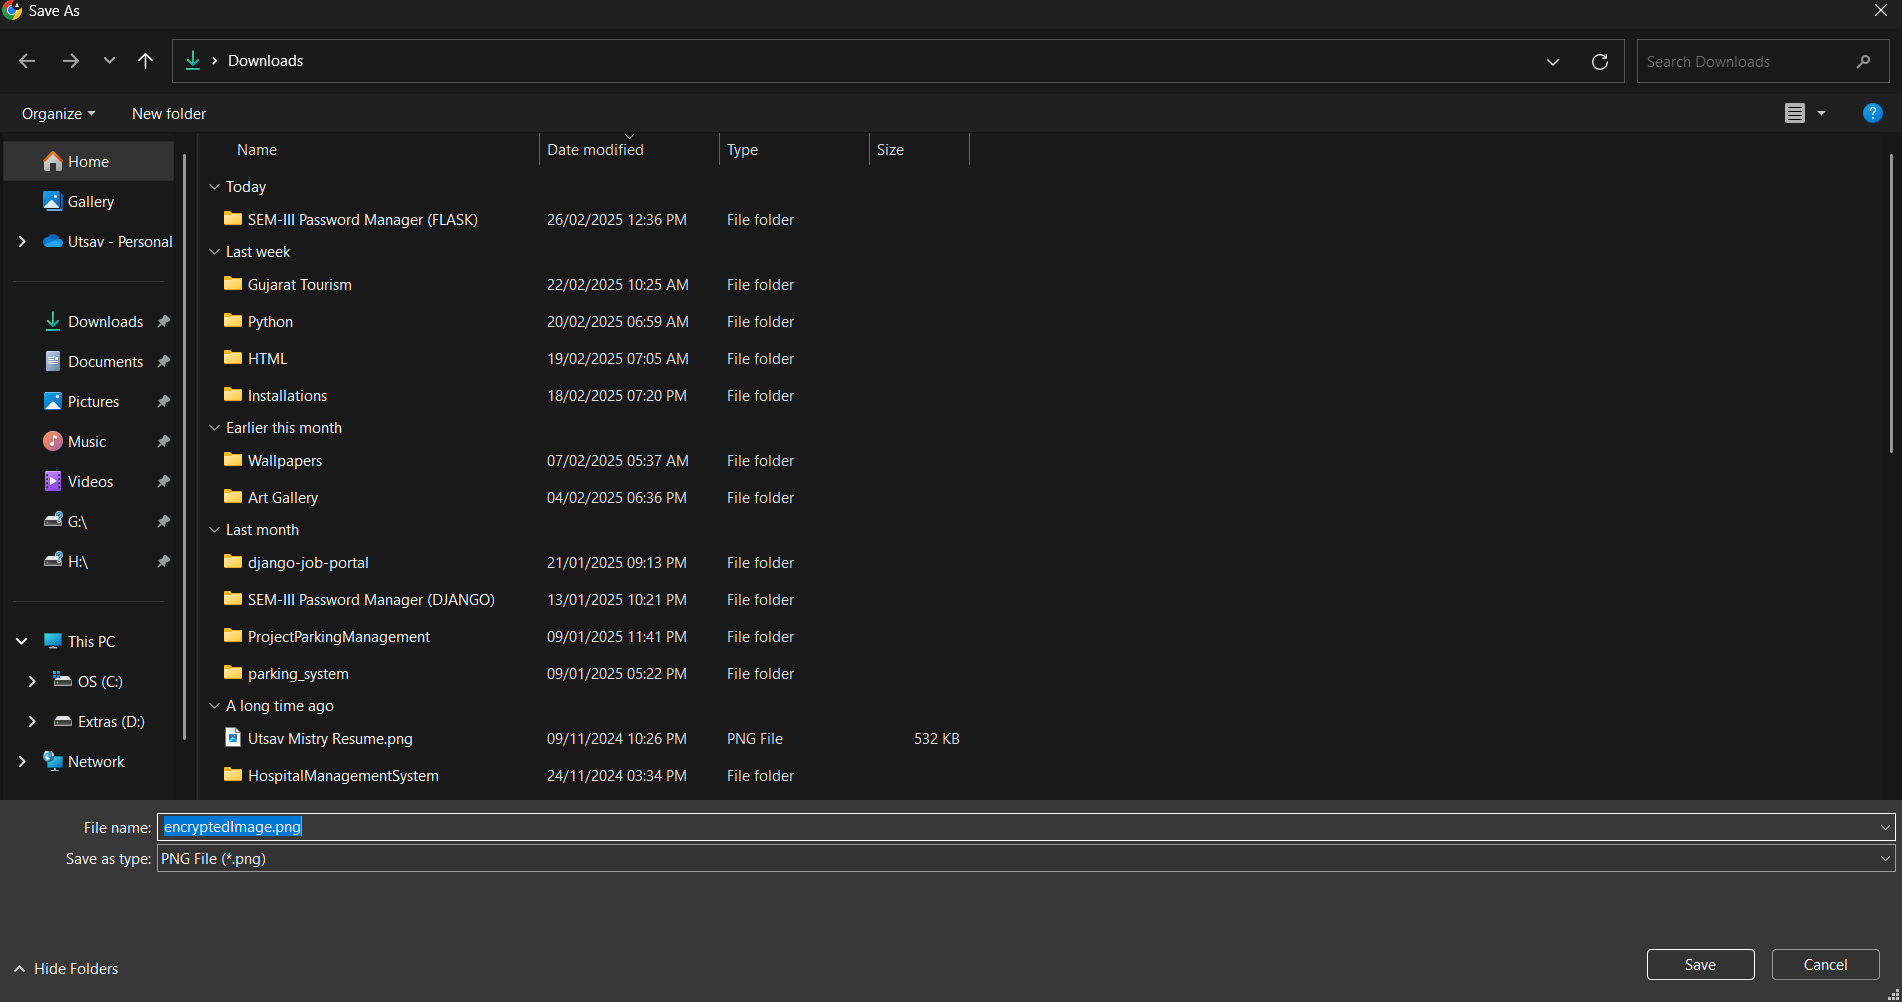 Save As
Downloads
Search Downloads
Organize
New folder
Home
Gallery
Utsav - Personal
Downloads
Documents
Pictures
Music
Videos
G:\
H:\
This PC
OS (C:)
Extras (D:)
Network
Name Date modified Type Size
Today
SEM-III Password Manager (FLASK) 26/02/2025 12:36 PM File folder
Last week
Gujarat Tourism 22/02/2025 10:25 AM File folder
Python 20/02/2025 06:59 AM File folder
HTML 19/02/2025 07:05 AM File folder
Installations 18/02/2025 07:20 PM File folder
Earlier this month
Wallpapers 07/02/2025 05:37 AM File folder
Art Gallery 04/02/2025 06:36 PM File folder
Last month
django-job-portal 21/01/2025 09:13 PM File folder
SEM-III Password Manager (DJANGO) 13/01/2025 10:21 PM File folder
ProjectParkingManagement 09/01/2025 11:41 PM File folder
parking_system 09/01/2025 05:22 PM File folder
A long time ago
Utsav Mistry Resume.png 09/11/2024 10:26 PM PNG File 532 KB
HospitalManagementSystem 24/11/2024 03:34 PM File folder
File name: encryptedImage.png
Save as type: PNG File (*.png)
Hide Folders
Save
Cancel